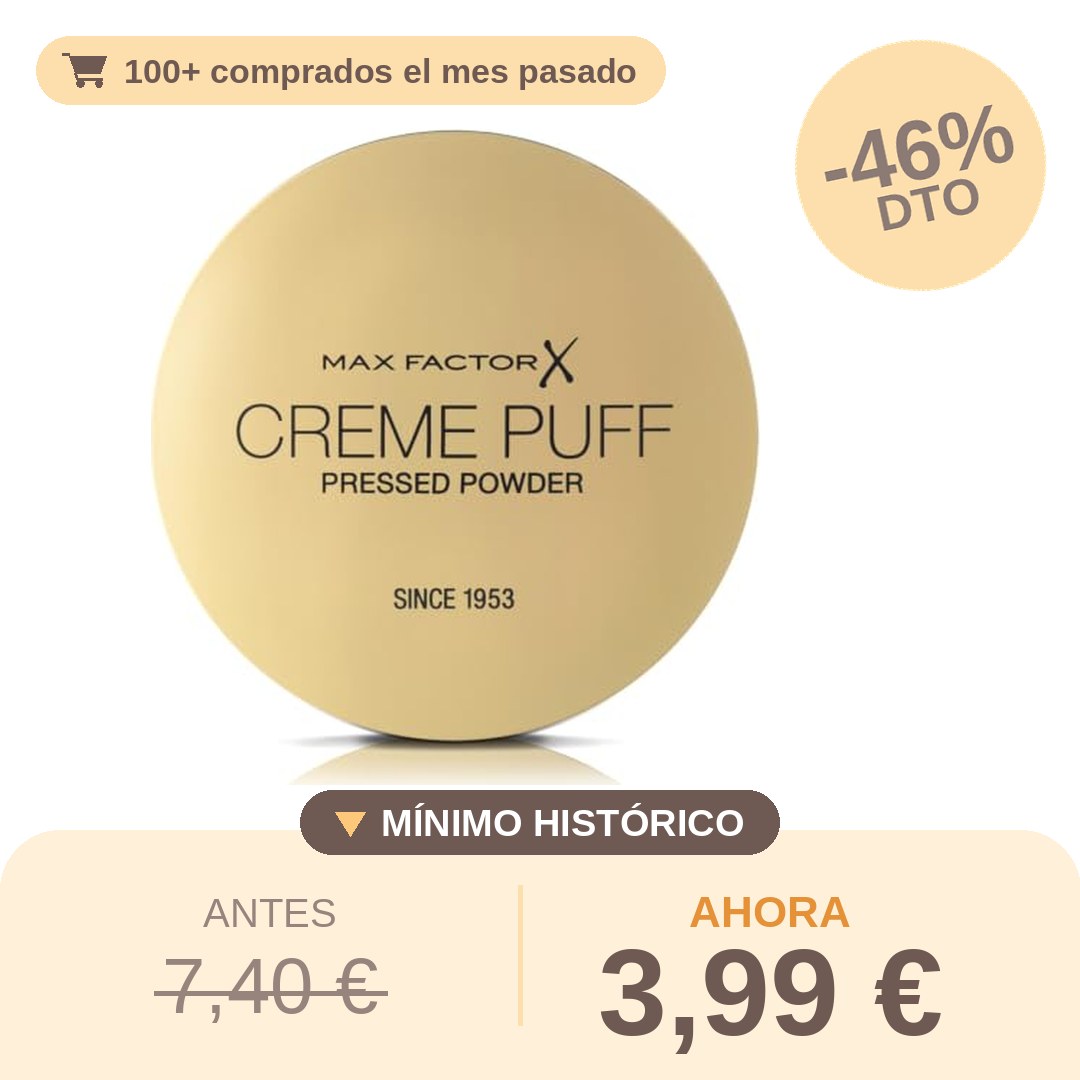 100+ comprados el mes pasado
-46%
DTO
MAX FACTOR X
CREME PUFF
PRESSED POWDER
SINCE 1953
MÍNIMO HISTÓRICO
ANTES
7,40 €
AHORA
3,99 €